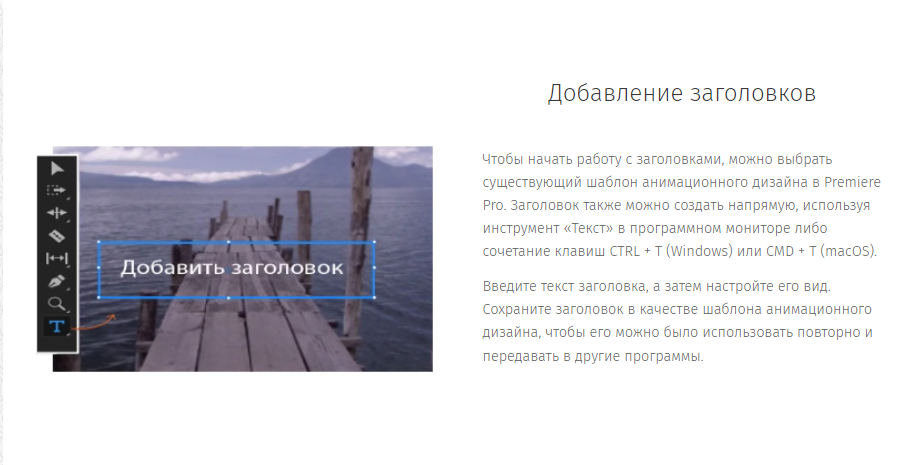 Добавление заголовков
Чтобы начать работу с заголовками, можно выбрать
существующий шаблон анимационного дизайна в Premiere
Pro. Заголовок также можно создать напрямую, используя
инструмент «Текст» в программном мониторе либо
сочетание клавиш CTRL + T (Windows) или CMD + T (macOS).
Введите текст заголовка, а затем настройте его вид.
Сохраните заголовок в качестве шаблона анимационного
дизайна, чтобы его можно было использовать повторно и
передавать в другие программы.
Добавить заголовок
T